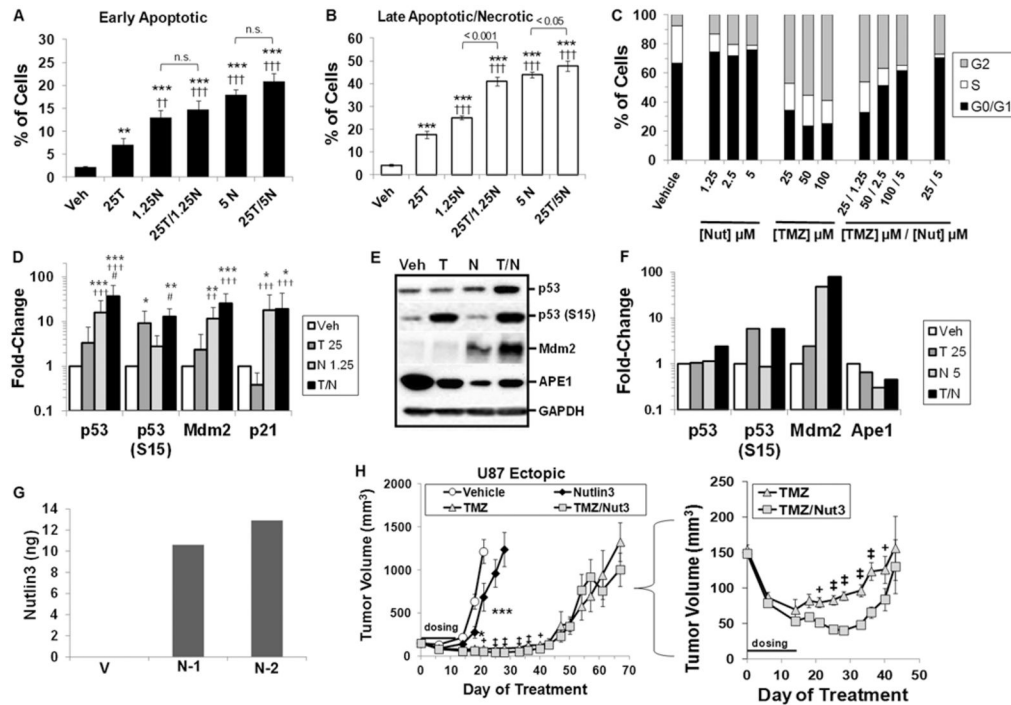 A
Early Apoptotic
% of Cells
30
25
20
15
10
5
0
**
***
††
***
†††
***
†††
***
†††
n.s.
n.s.
Veh
25T
1.25N
25T/1.25N
5 N
25T/5N
B
Late Apoptotic/Necrotic
% of Cells
60
50
40
30
20
10
0
***
***
†††
***
†††
***
†††
***
†††
< 0.001
< 0.05
Veh
25T
1.25N
25T/1.25N
5 N
25T/5N
C
% of Cells
100
80
60
40
20
0
G2
S
G0/G1
Vehicle
1.25
2.5
5
25
50
100
25 / 1.25
50 / 2.5
100 / 5
25 / 5
[Nut] µM
[TMZ] µM
[TMZ] µM / [Nut] µM
D
Fold-Change
100
10
1
0.1
***
†††
***
†††
#
*
**
#
**
††
***
†††
*
†††
*
†††
Veh
T 25
N 1.25
T/N
p53
p53
(S15)
Mdm2
p21
E
Veh T N T/N
p53
p53 (S15)
Mdm2
APE1
GAPDH
F
Fold-Change
100
10
1
0.1
Veh
T 25
N 5
T/N
p53
p53
(S15)
Mdm2
Ape1
G
Nutlin3 (ng)
14
12
10
8
6
4
2
0
V
N-1
N-2
H
U87 Ectopic
Vehicle
Nutlin3
TMZ
TMZ/Nut3
Tumor Volume (mm3)
2000
1500
1000
500
0
dosing
***
* ‡ ‡ ‡ ‡ +
0 10 20 30 40 50 60 70
Day of Treatment
TMZ
TMZ/Nut3
Tumor Volume (mm3)
250
200
150
100
50
0
+ ‡ ‡ ‡ ‡ +
dosing
0 10 20 30 40 50
Day of Treatment